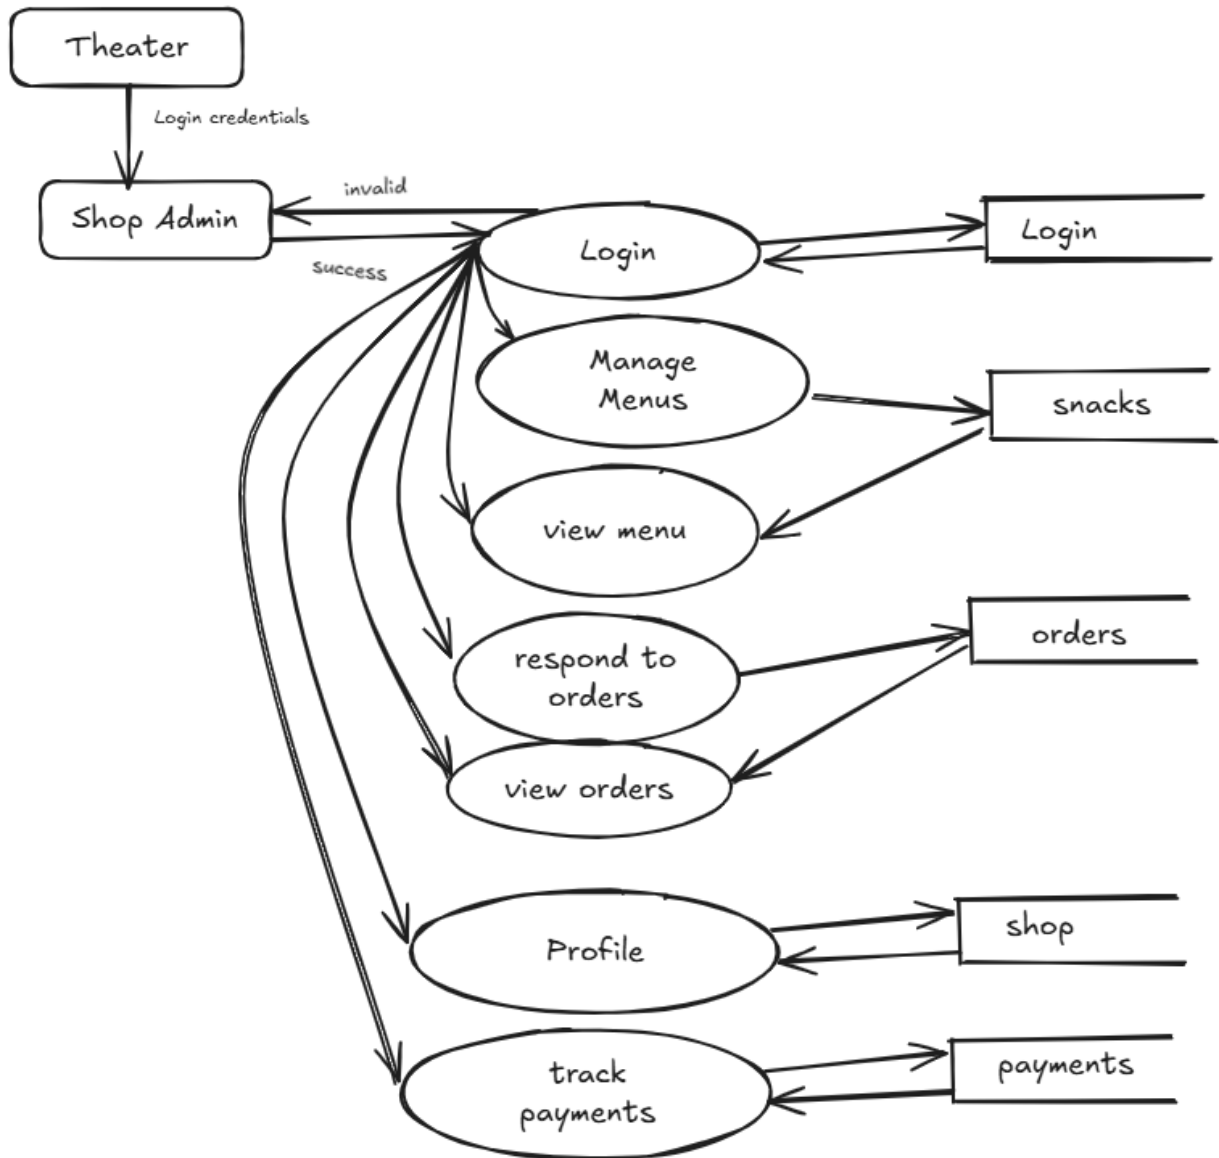 Theater
Login credentials
invalid
Shop Admin
success
Login
Login
Manage
Menus
snacks
view menu
respond to
orders
orders
view orders
Profile
shop
track
payments
payments